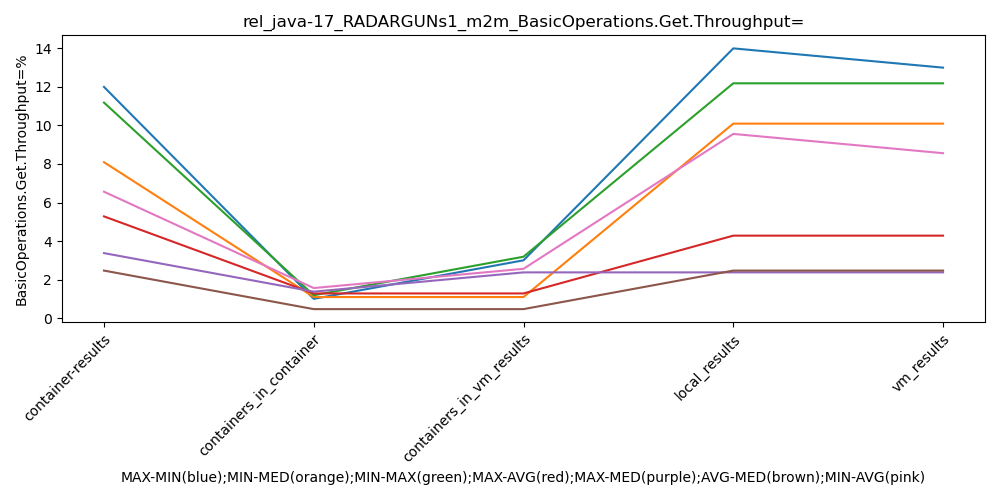 rel_java-17_RADARGUNs1_m2m_BasicOperations.Get.Throughput=
BasicOperations.Get.Throughput=%
14
12
10
8
6
4
2
0
container-results
containers_in_container
containers_in_vm_results
local_results
vm_results
MAX-MIN(blue);MIN-MED(orange);MIN-MAX(green);MAX-AVG(red);MAX-MED(purple);AVG-MED(brown);MIN-AVG(pink)